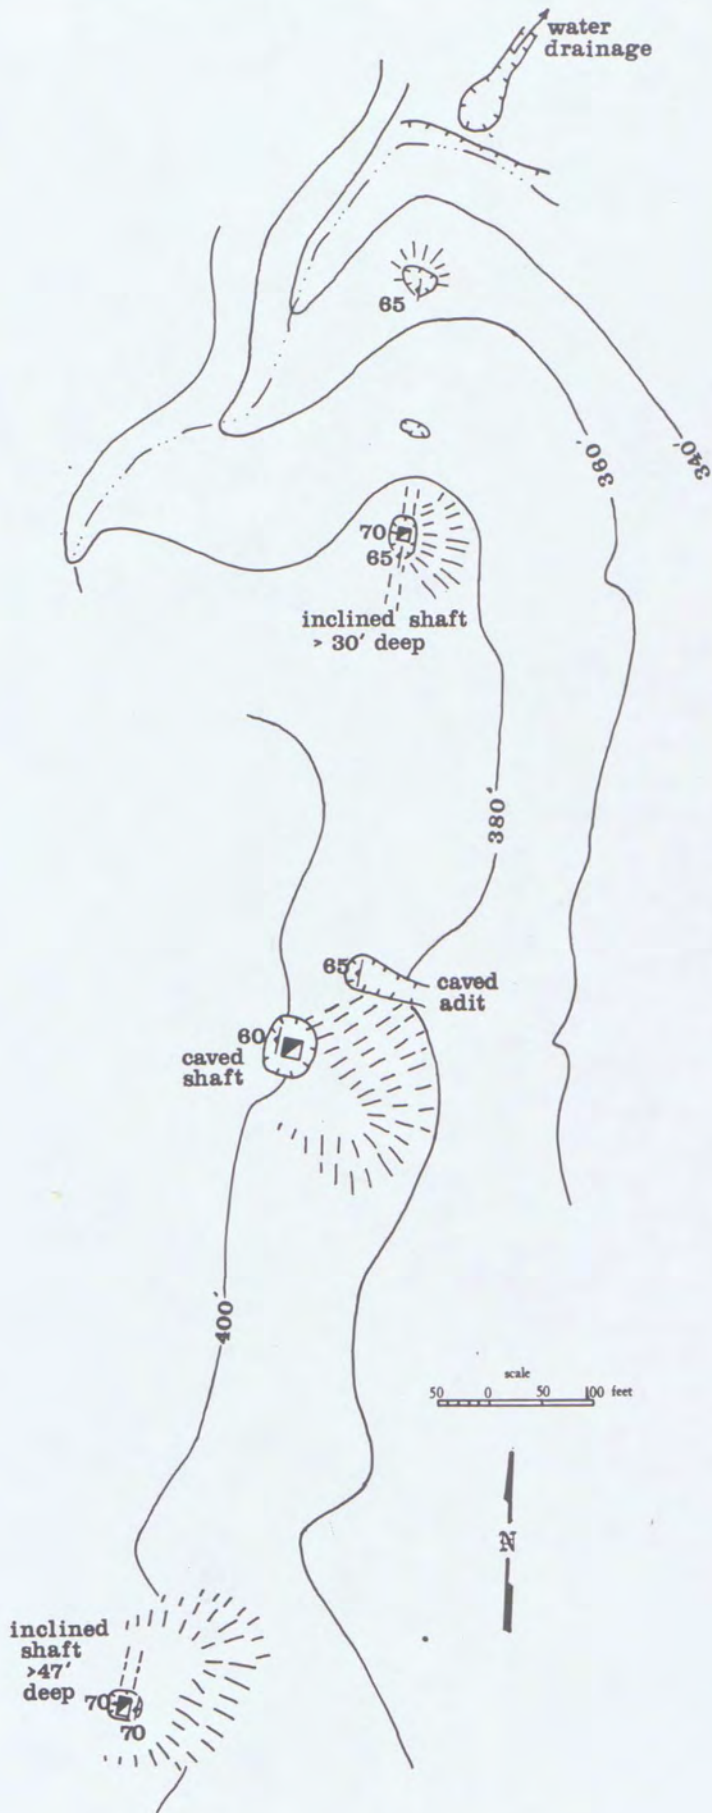 water
drainage
65
340'
360'
70
65
inclined shaft
> 30' deep
380'
65
caved
adit
60
caved
shaft
400'
scale
50 0 50 100 feet
N
inclined
shaft
>47'
deep
70
70